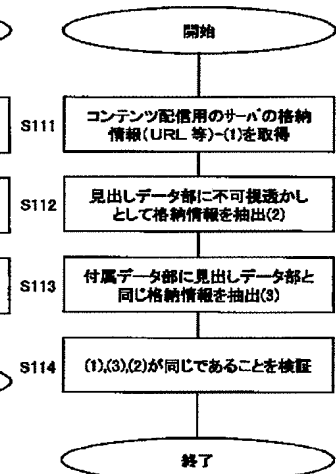 開始
S111
コンテンツ配信用のサーバの格納
情報(URL 等)-(1)を取得
S112
見出しデータ部に不可視透かし
として格納情報を抽出(2)
S113
付属データ部に見出しデータ部と
同じ格納情報を抽出(3)
S114
(1),(3),(2)が同じであることを検証
終了